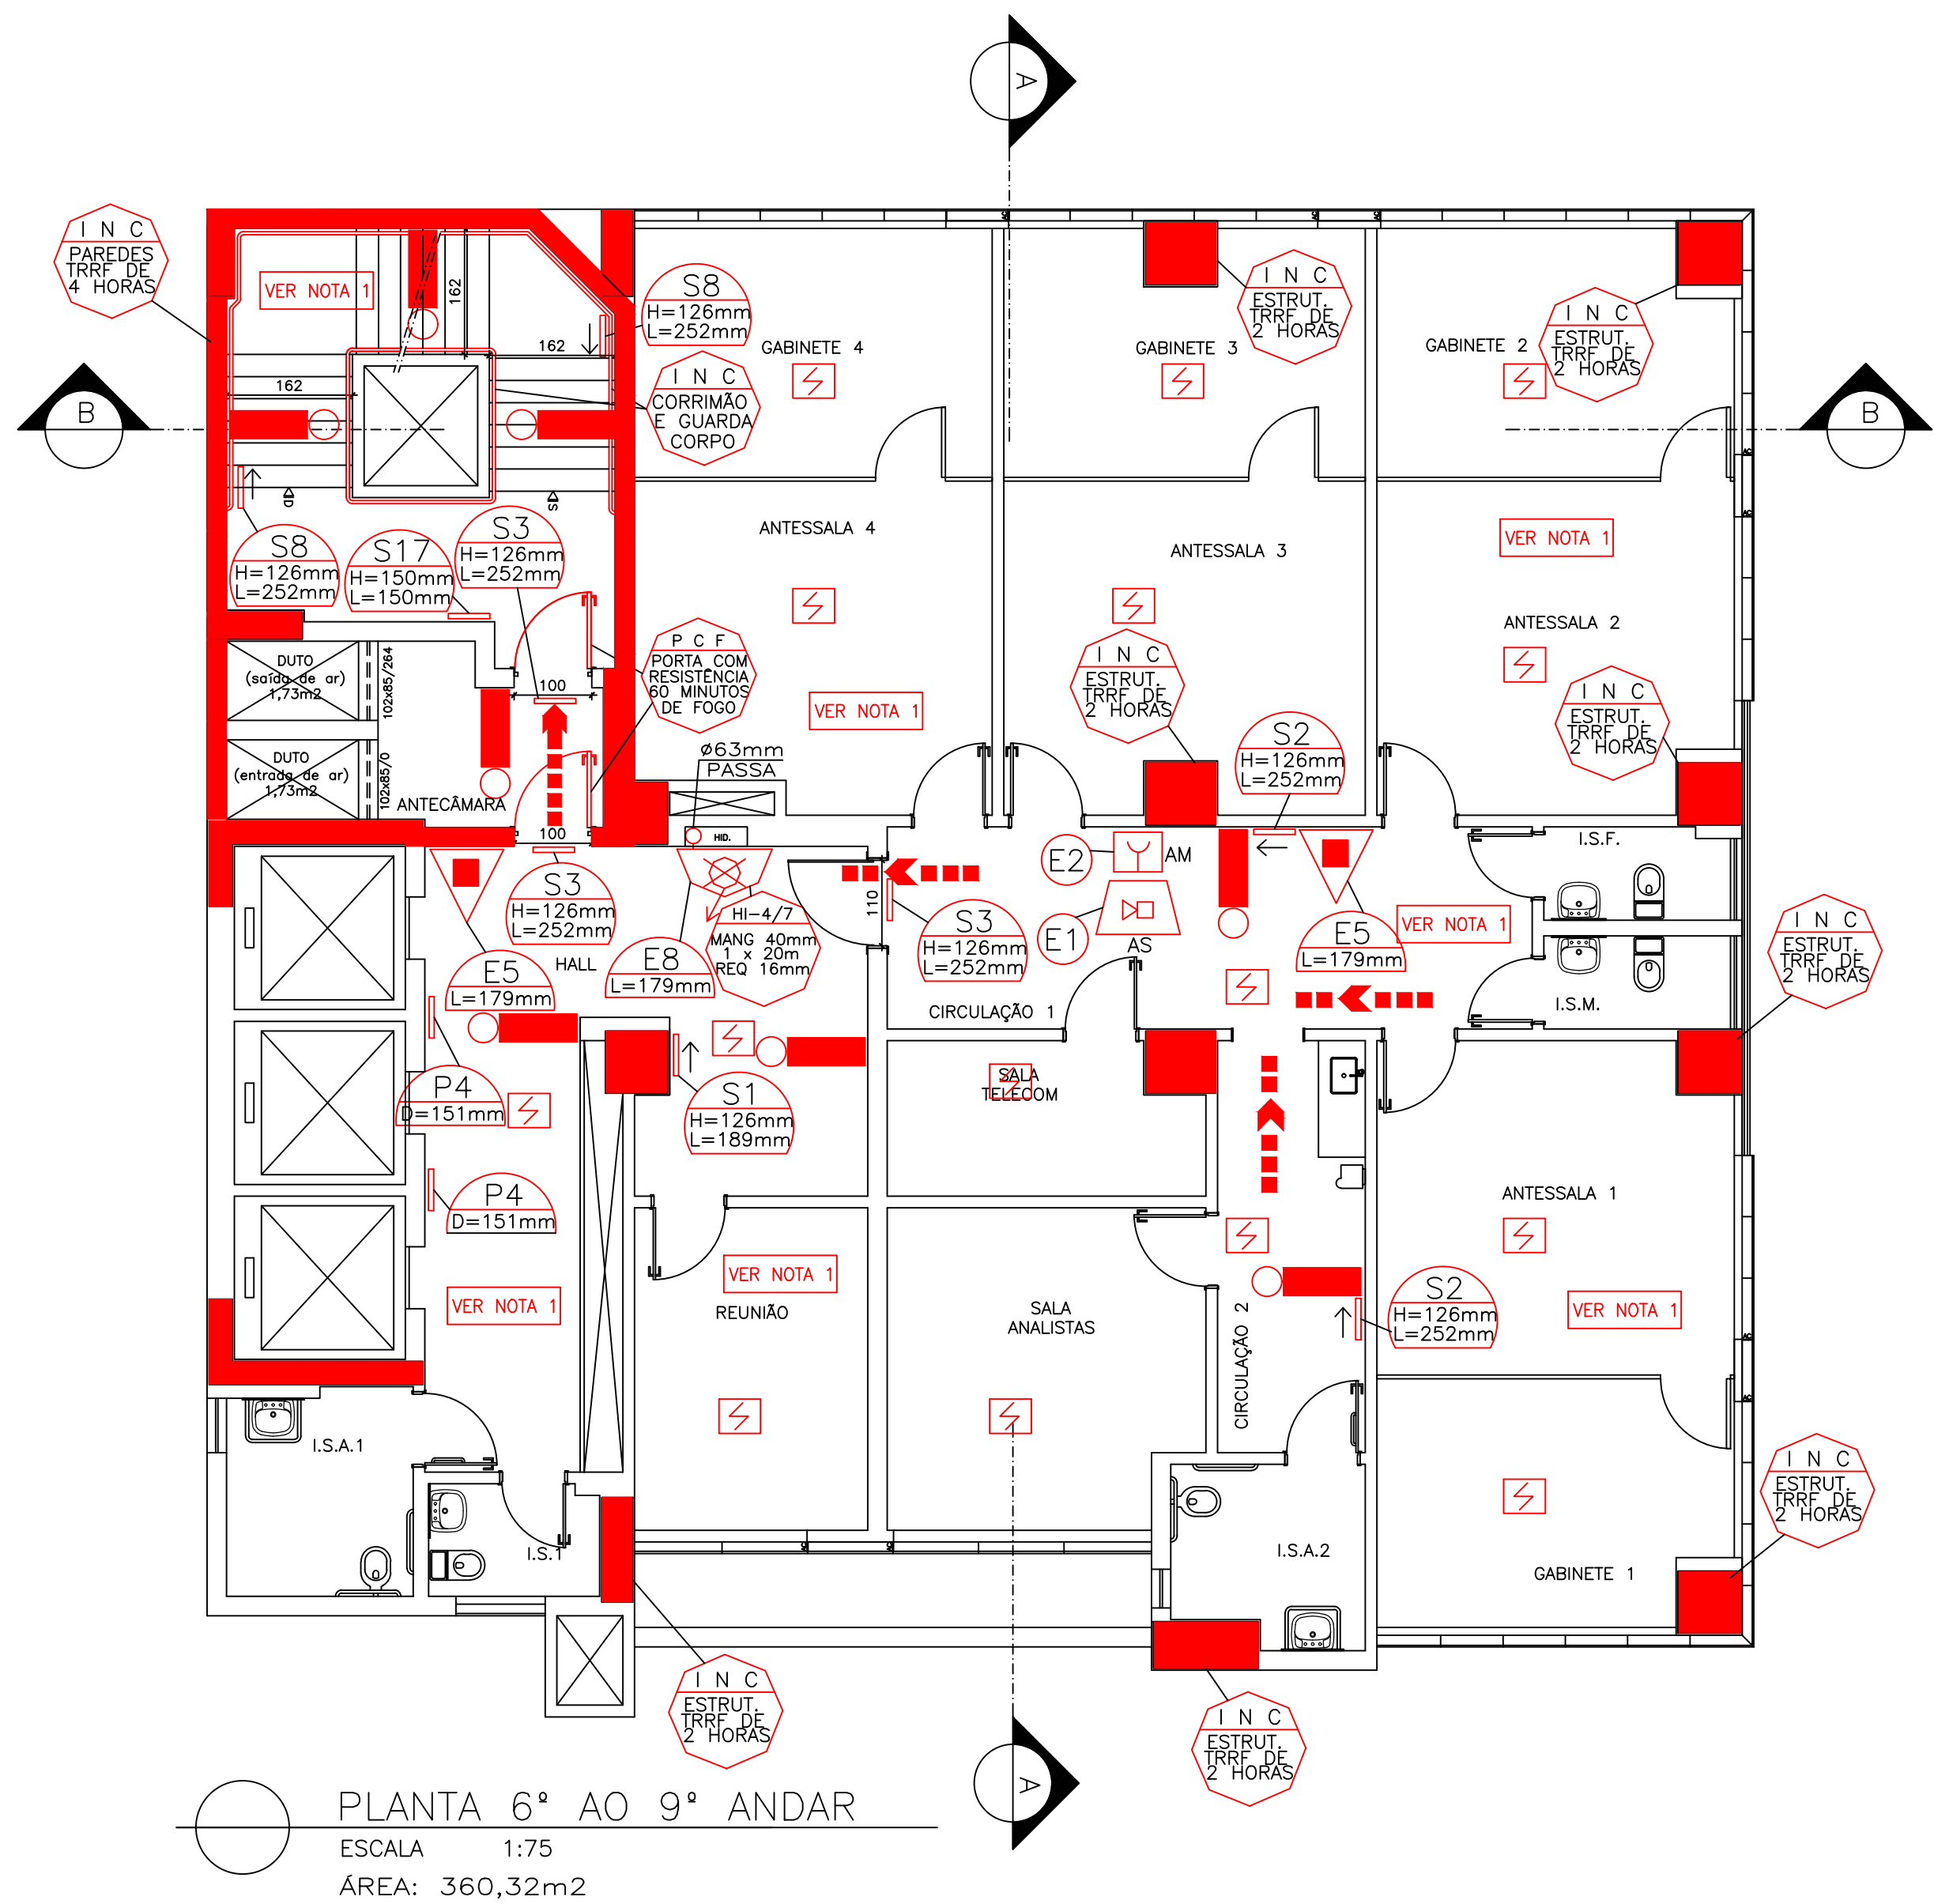 A
I N C
PAREDES
TRRF DE
4 HORAS
VER NOTA 1
162
162
162
S8
H=126mm
L=252mm
GABINETE 4
I N C
CORRIMÃO
E GUARDA
CORPO
GABINETE 3
I N C
ESTRUT.
TRRF DE
2 HORAS
GABINETE 2
I N C
ESTRUT.
TRRF DE
2 HORAS
B
B
D
S
S8
H=126mm
L=252mm
S17
H=150mm
L=150mm
S3
H=126mm
L=252mm
ANTESSALA 4
ANTESSALA 3
VER NOTA 1
ANTESSALA 2
DUTO
(saída de ar)
1,73m2
102x85/264
DUTO
(entrada de ar)
1,73m2
102x85/0
ANTECÂMARA
100
100
P C F
PORTA COM
RESISTÊNCIA
60 MINUTOS
DE FOGO
VER NOTA 1
ø63mm
PASSA
HID.
I N C
ESTRUT.
TRRF DE
2 HORAS
S2
H=126mm
L=252mm
I N C
ESTRUT.
TRRF DE
2 HORAS
S3
H=126mm
L=252mm
HALL
E5
L=179mm
E8
L=179mm
HI-4/7
MANG 40mm
1 x 20m
REQ 16mm
110
S3
H=126mm
L=252mm
E2
AM
E1
AS
E5
L=179mm
VER NOTA 1
I.S.F.
I.S.M.
I N C
ESTRUT.
TRRF DE
2 HORAS
CIRCULAÇÃO 1
P4
D=151mm
S1
H=126mm
L=189mm
SALA
TELECOM
P4
D=151mm
VER NOTA 1
VER NOTA 1
REUNIÃO
SALA
ANALISTAS
CIRCULAÇÃO 2
S2
H=126mm
L=252mm
ANTESSALA 1
VER NOTA 1
I.S.A.1
I.S.1
I.S.A.2
GABINETE 1
I N C
ESTRUT.
TRRF DE
2 HORAS
I N C
ESTRUT.
TRRF DE
2 HORAS
I N C
ESTRUT.
TRRF DE
2 HORAS
A
PLANTA 6º AO 9º ANDAR
ESCALA 1:75
ÁREA: 360,32m2